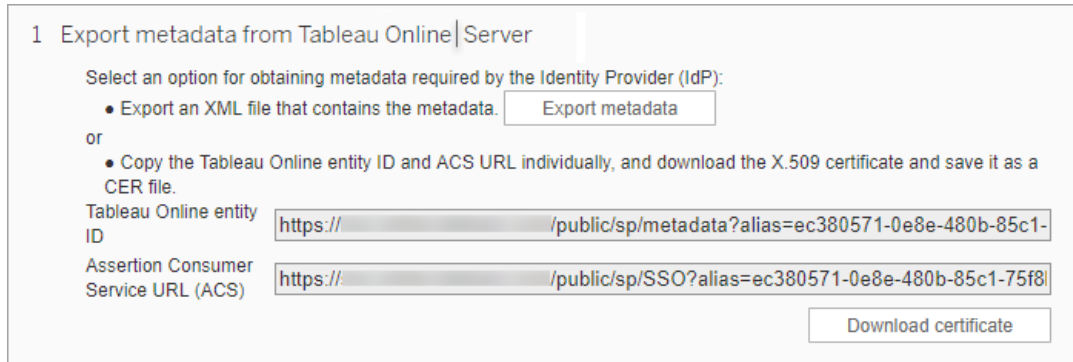 1 Export metadata from Tableau Online| Server
Select an option for obtaining metadata required by the Identity Provider (IdP):
● Export an XML file that contains the metadata. Export metadata
or
● Copy the Tableau Online entity ID and ACS URL individually, and download the X.509 certificate and save it as a
CER file.
Tableau Online entity
ID
https:// /public/sp/metadata?alias=ec380571-0e8e-480b-85c1-
Assertion Consumer
Service URL (ACS)
https:// /public/sp/SSO?alias=ec380571-0e8e-480b-85c1-75f8
Download certificate